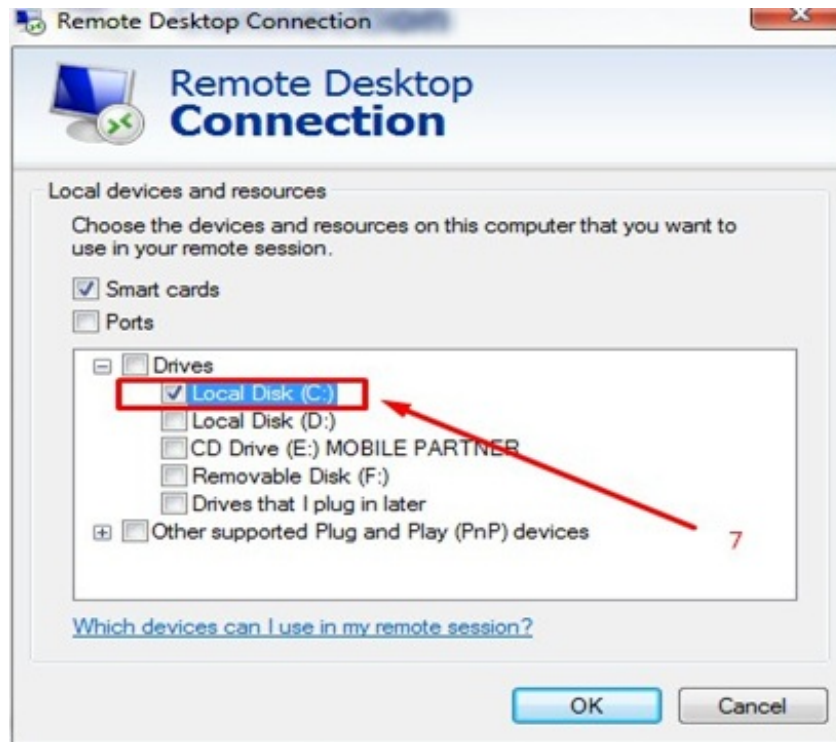 Remote Desktop Connection
Remote Desktop
Connection
Local devices and resources
Choose the devices and resources on this computer that you want to
use in your remote session.
Smart cards
Ports
Drives
Local Disk (C:)
Local Disk (D:)
CD Drive (E:) MOBILE PARTNER
Removable Disk (F:)
Drives that I plug in later
Other supported Plug and Play (PnP) devices
7
Which devices can I use in my remote session?
OK
Cancel